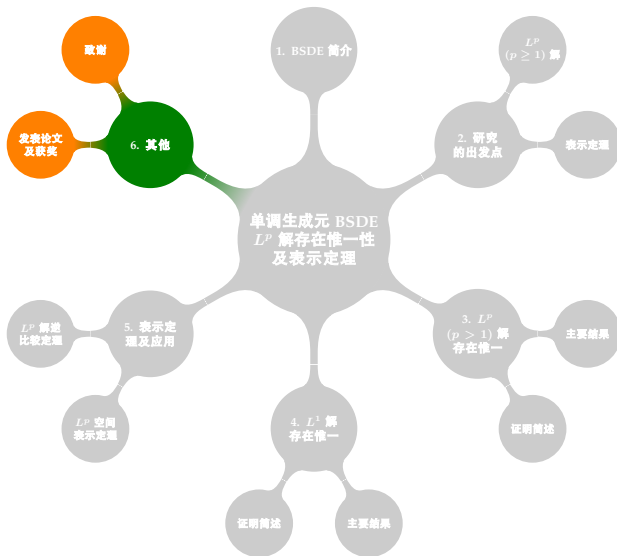 单调生成元 BSDE
L^p 解存在惟一性
及表示定理
1. BSDE 简介
2. 研究
的出发点
L^p
(p ≥ 1) 解
表示定理
3. L^p
(p > 1) 解
存在惟一
主要结果
证明简述
4. L^1 解
存在惟一
主要结果
证明简述
5. 表示定
理及应用
L^p 空间
表示定理
L^p 解逆
比较定理
6. 其他
发表论文
及获奖
致谢